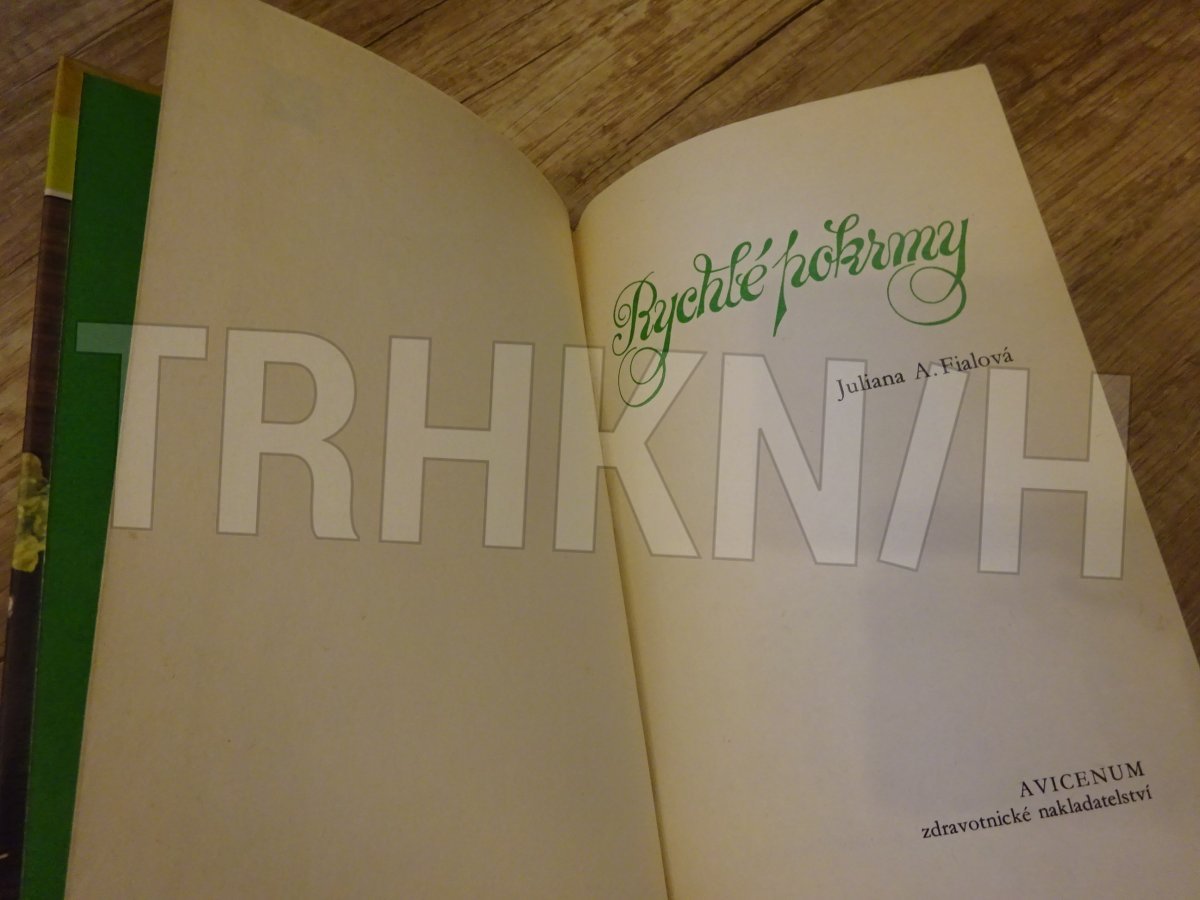 Rychlé pokrmy
Juliana A. Fialová
TRHKNIH
AVICENUM
zdravotnické nakladatelství